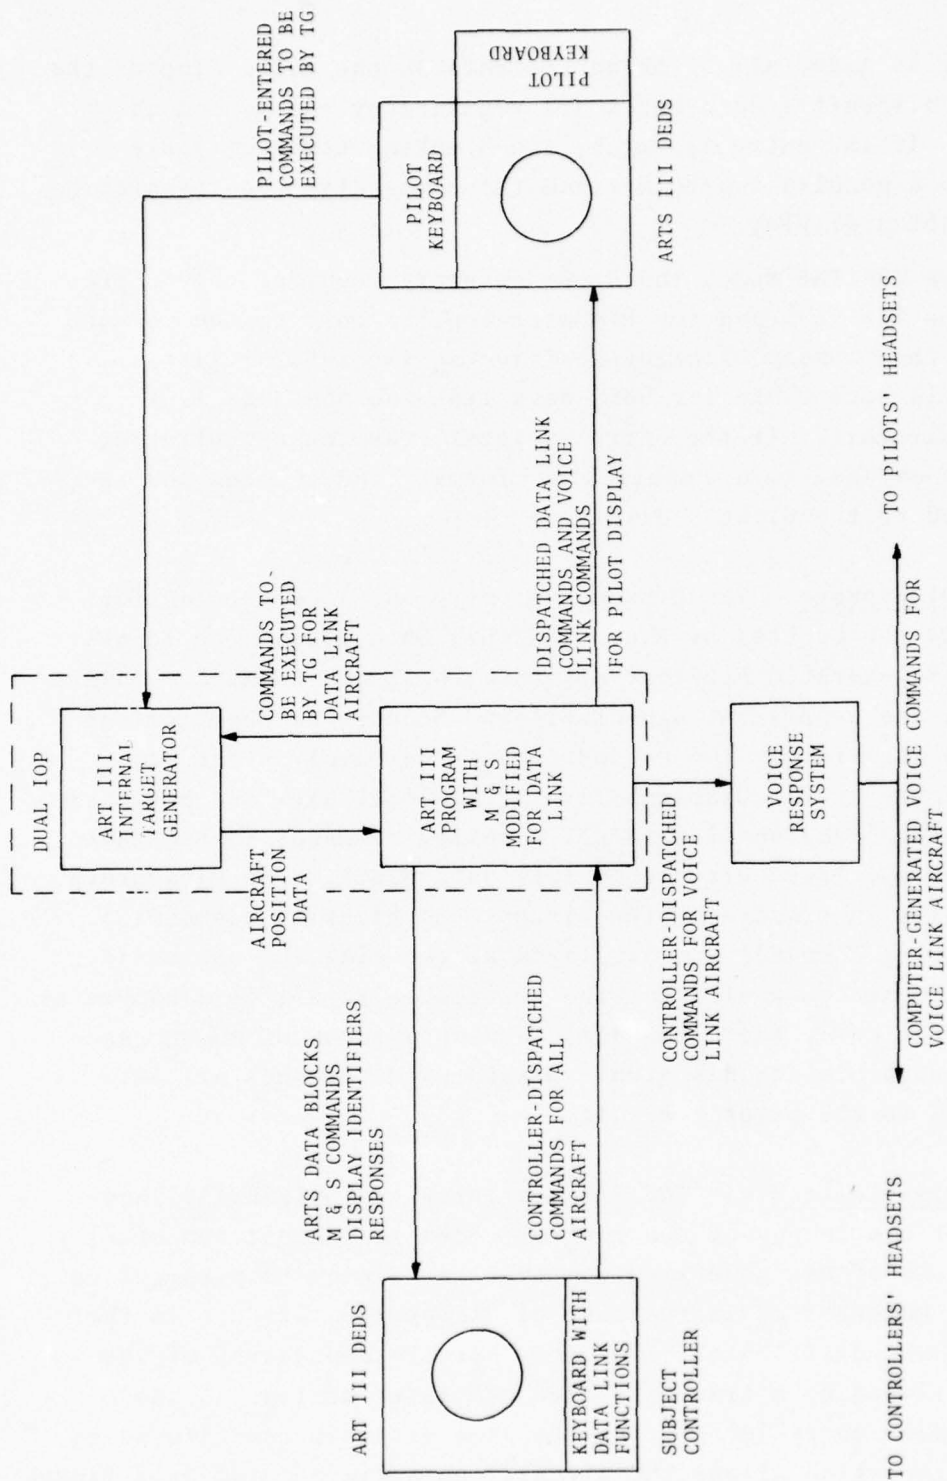 DUAL IOP
ART III
INTERNAL
TARGET
GENERATOR
PILOT-ENTERED
COMMANDS TO BE
EXECUTED BY TG
AIRCRAFT
POSITION
DATA
COMMANDS TO
BE EXECUTED
BY TG FOR
DATA LINK
AIRCRAFT
PILOT
KEYBOARD
PILOT
KEYBOARD
ARTS III DEDS
ARTS DATA BLOCKS
M & S COMMANDS
DISPLAY IDENTIFIERS
RESPONSES
ART III
PROGRAM
WITH
M & S
MODIFIED
FOR DATA
LINK
DISPATCHED DATA LINK
COMMANDS AND VOICE
LINK COMMANDS
FOR PILOT DISPLAY
ART III DEDS
KEYBOARD WITH
DATA LINK
FUNCTIONS
SUBJECT
CONTROLLER
CONTROLLER-DISPATCHED
COMMANDS FOR ALL
AIRCRAFT
CONTROLLER-DISPATCHED
COMMANDS FOR VOICE
LINK AIRCRAFT
VOICE
RESPONSE
SYSTEM
TO CONTROLLERS' HEADSETS
COMPUTER-GENERATED VOICE COMMANDS FOR
VOICE LINK AIRCRAFT
TO PILOTS' HEADSETS